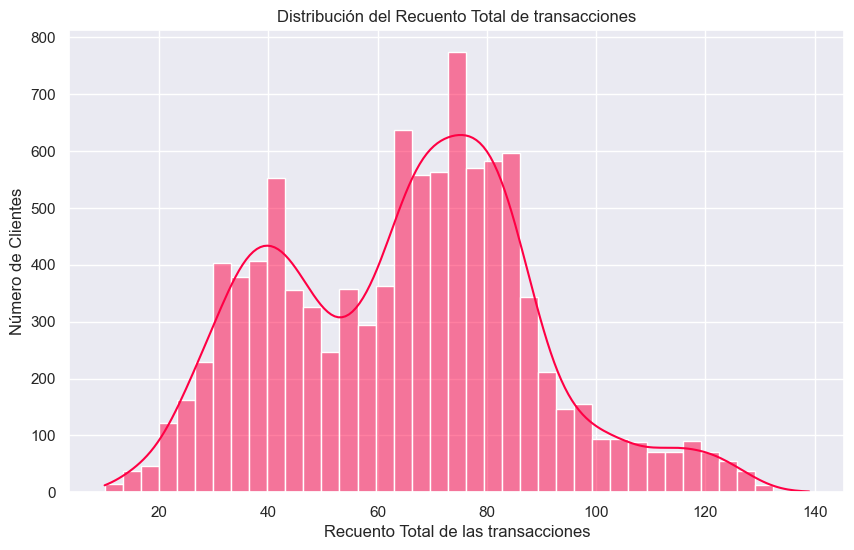 Distribución del Recuento Total de transacciones
800
700
600
500
400
300
200
100
0
Número de Clientes
20 40 60 80 100 120 140
Recuento Total de las transacciones